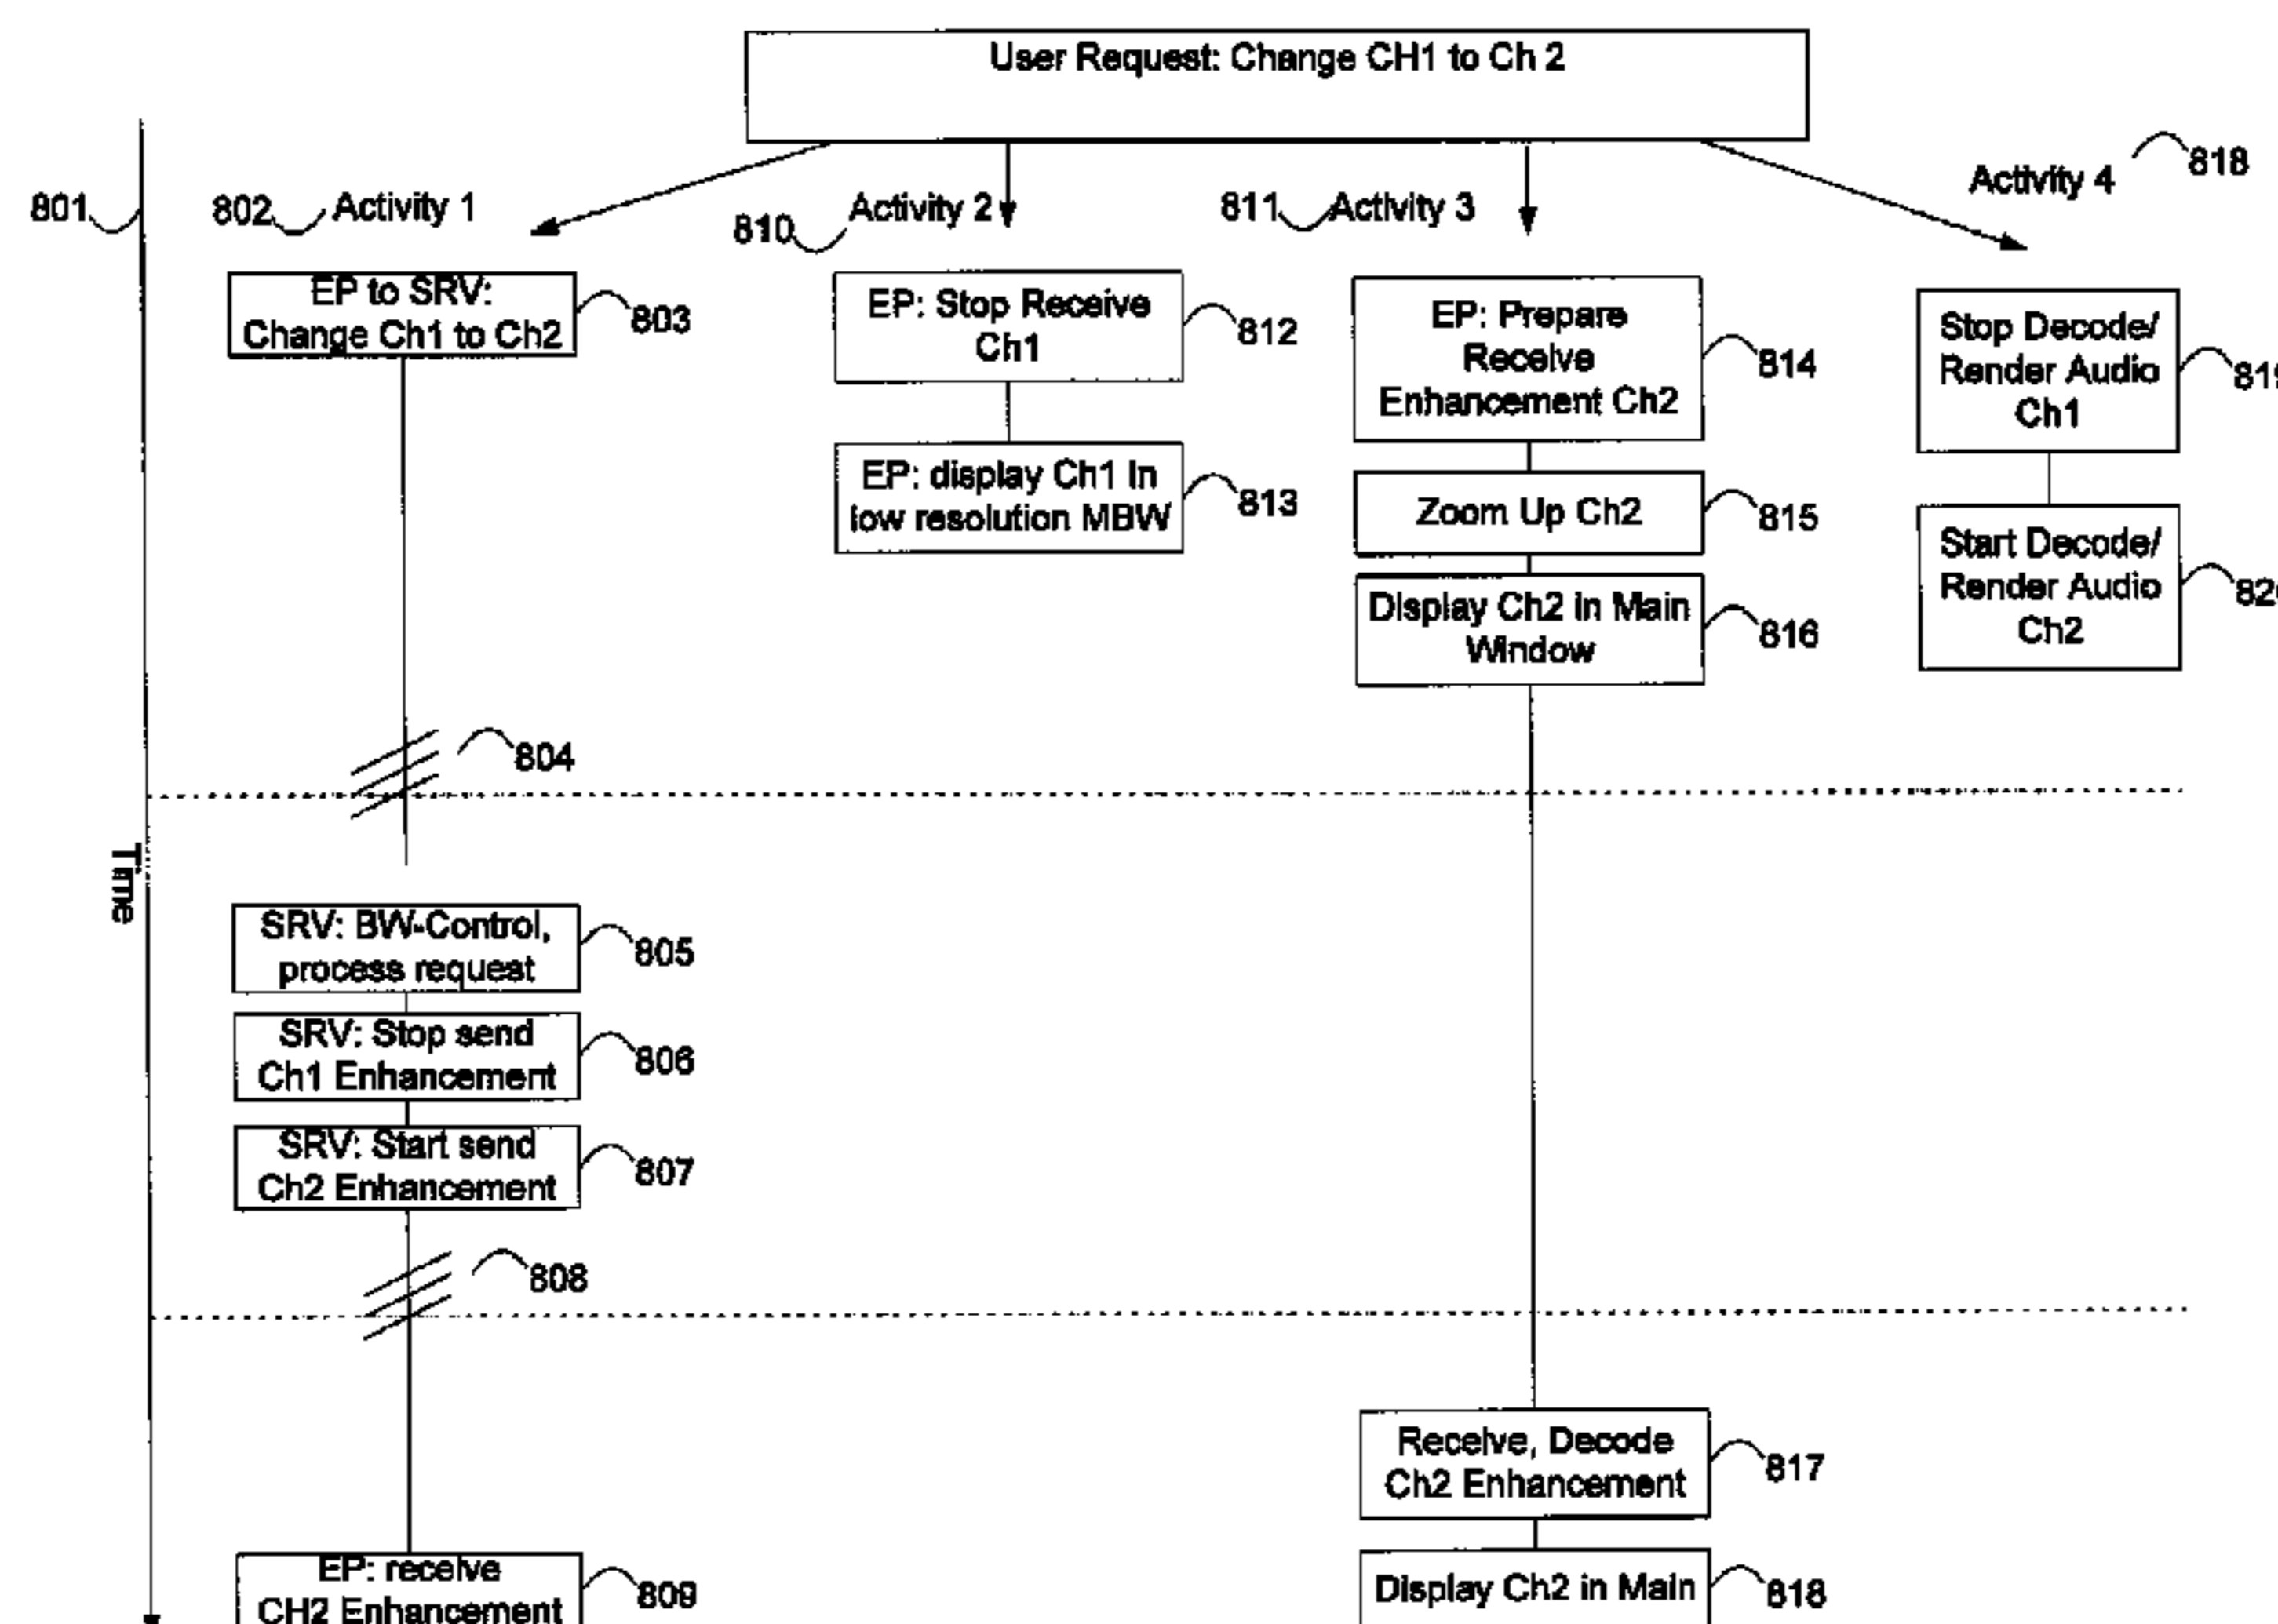 User Request: Change CH1 to Ch 2
801
802
Activity 1
810
Activity 2
811
Activity 3
Activity 4
818
EP to SRV:
Change Ch1 to Ch2
803
EP: Stop Receive
Ch1
812
EP: display Ch1 in
low resolution MBW
813
EP: Prepare
Receive
Enhancement Ch2
814
Zoom Up Ch2
815
Display Ch2 in Main
Window
816
Stop Decode/
Render Audio
Ch1
Start Decode/
Render Audio
Ch2
804
Time
SRV: BW-Control,
process request
805
SRV: Stop send
Ch1 Enhancement
806
SRV: Start send
Ch2 Enhancement
807
808
Receive, Decode
Ch2 Enhancement
817
EP: receive
CH2 Enhancement
809
Display Ch2 in Main
818